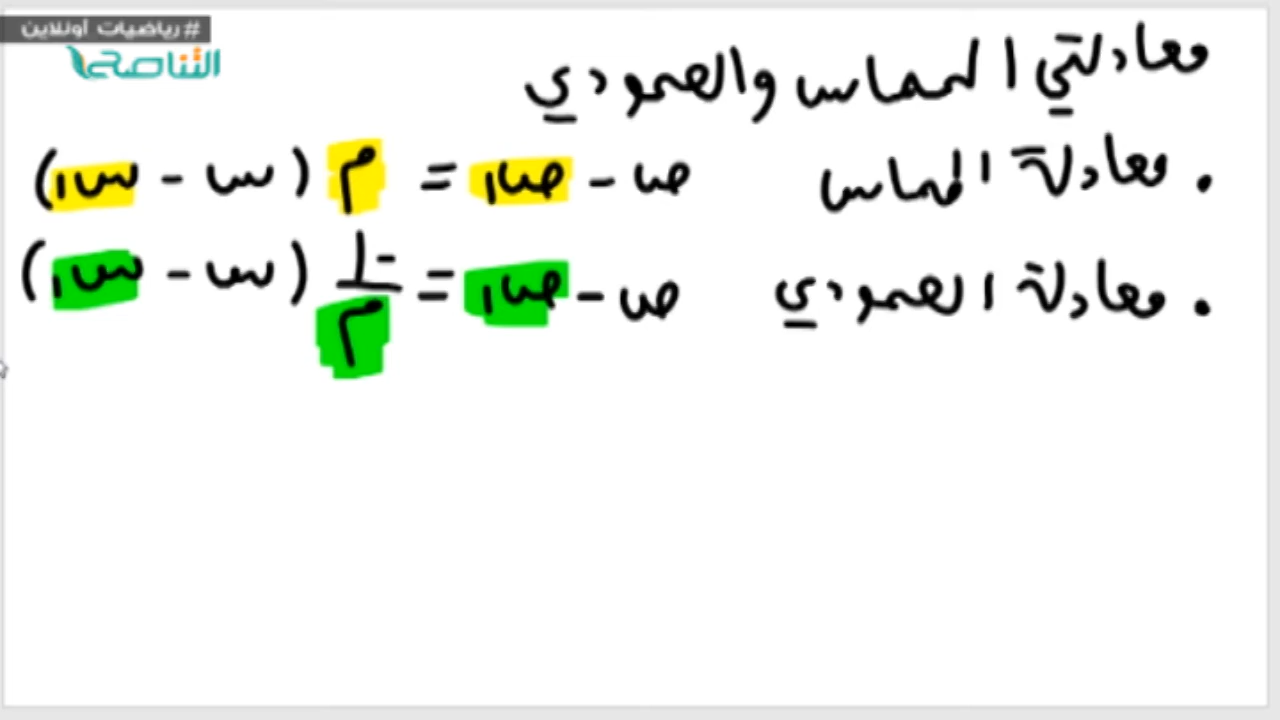 #رياضيات أونلاين
الناصح
معادلتي المماس والعمودي
. معادلة المماس ص - ص١ = م (س - س١)
. معادلة العمودي ص - ص١ = -١/م (س - س١)